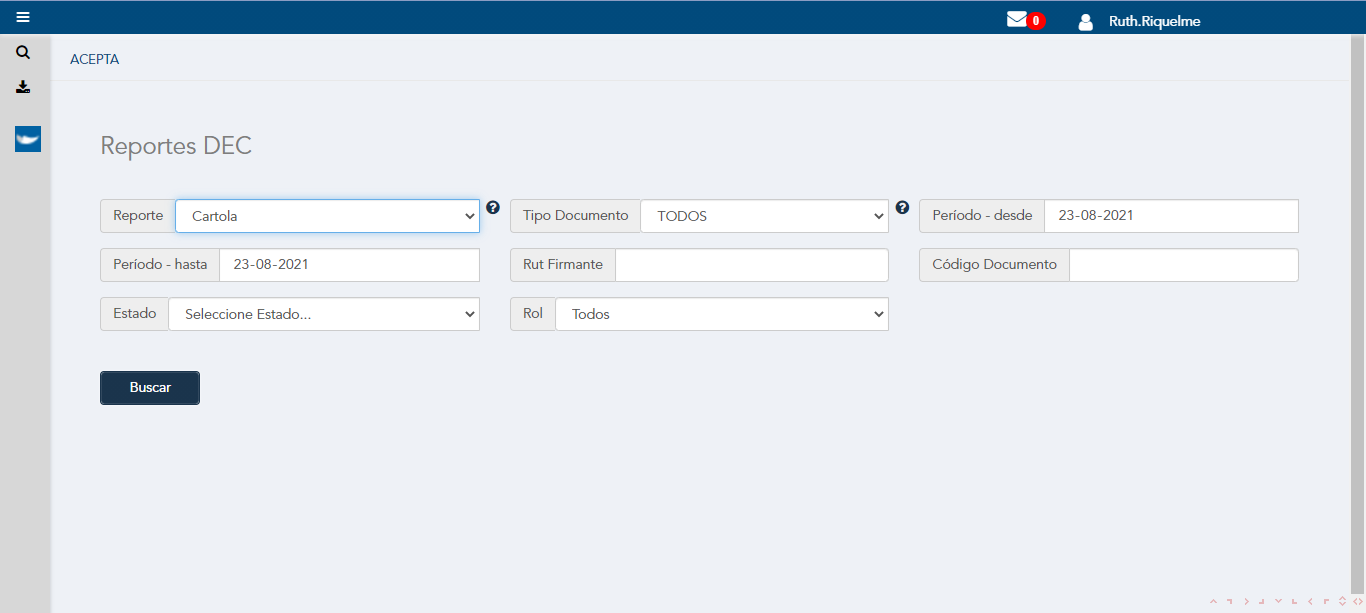 0 Ruth.Riquelme
ACEPTA
Reportes DEC
Reporte Cartola ? Tipo Documento TODOS ? Período - desde 23-08-2021
Período - hasta 23-08-2021 Rut Firmante Código Documento
Estado Seleccione Estado... Rol Todos
Buscar